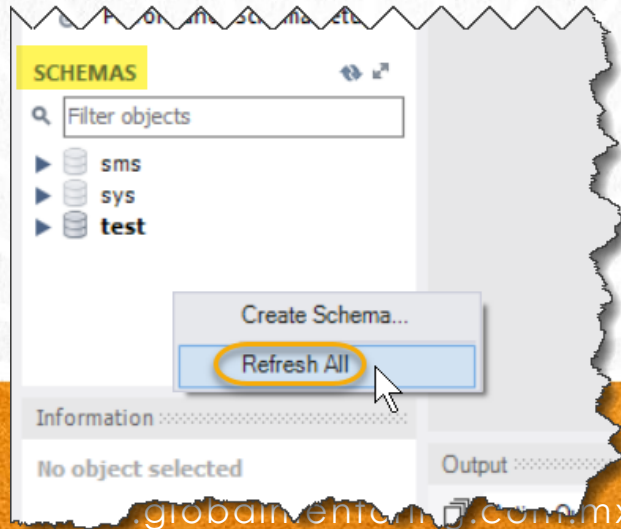 SCHEMAS
Filter objects
sms
sys
test
Create Schema...
Refresh All
Information
No object selected
Output